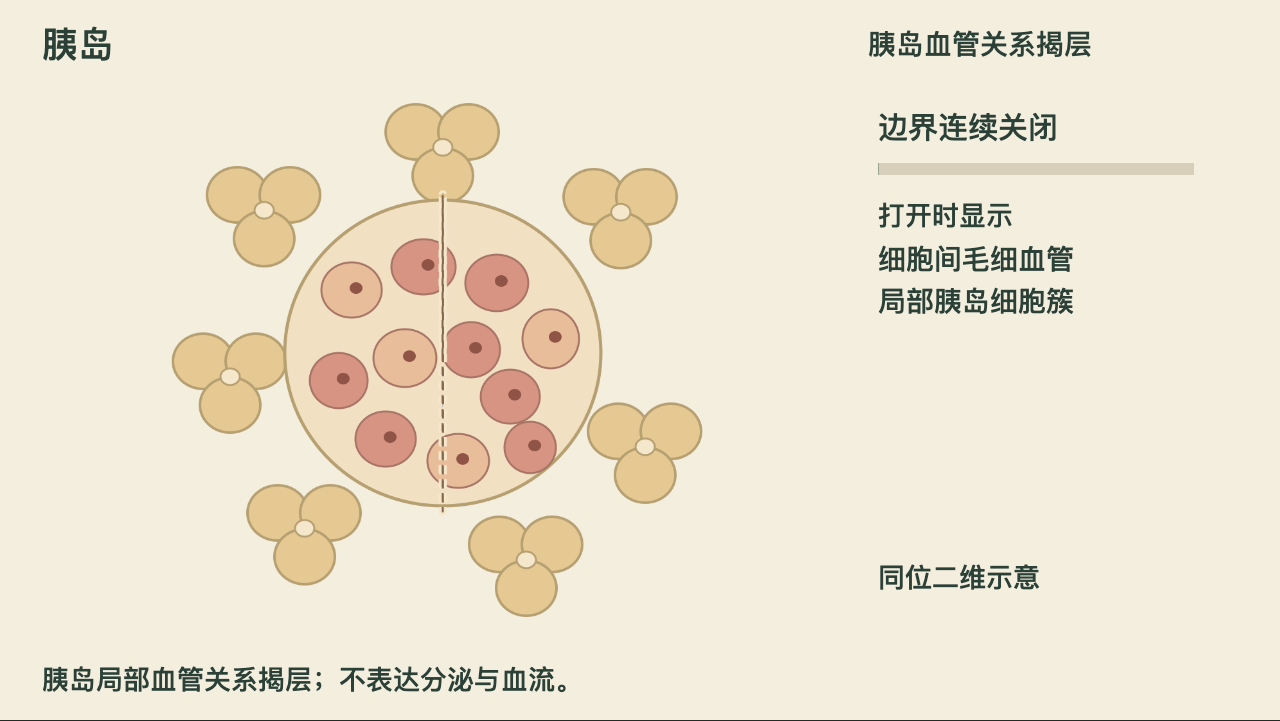 胰岛
胰岛血管关系揭层
边界连续关闭
打开时显示
细胞间毛细血管
局部胰岛细胞簇
同位二维示意
胰岛局部血管关系揭层；不表达分泌与血流。